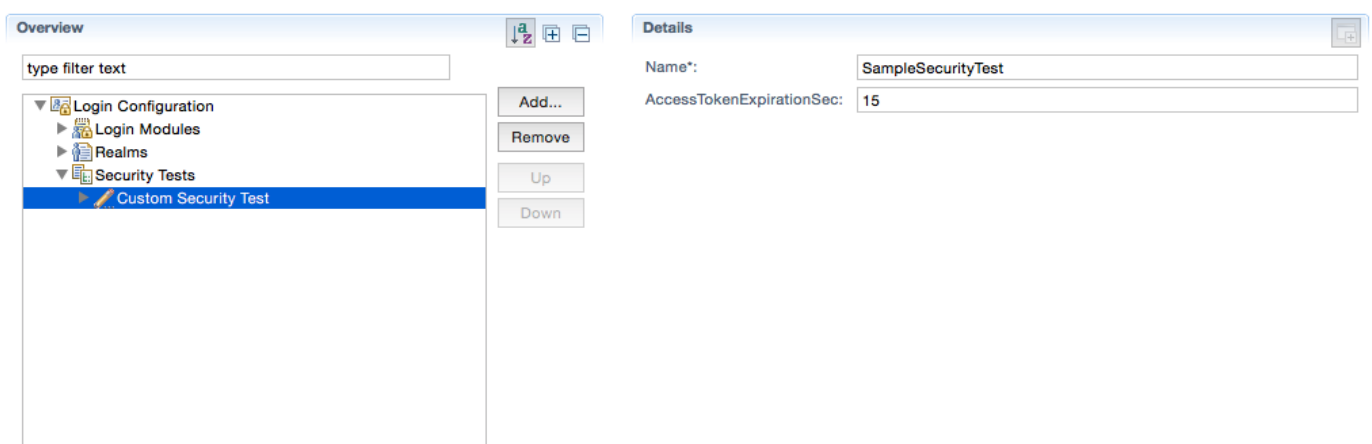 Overview
type filter text
Login Configuration
Login Modules
Realms
Security Tests
Custom Security Test
Add...
Remove
Up
Down
Details
Name*: SampleSecurityTest
AccessTokenExpirationSec: 15